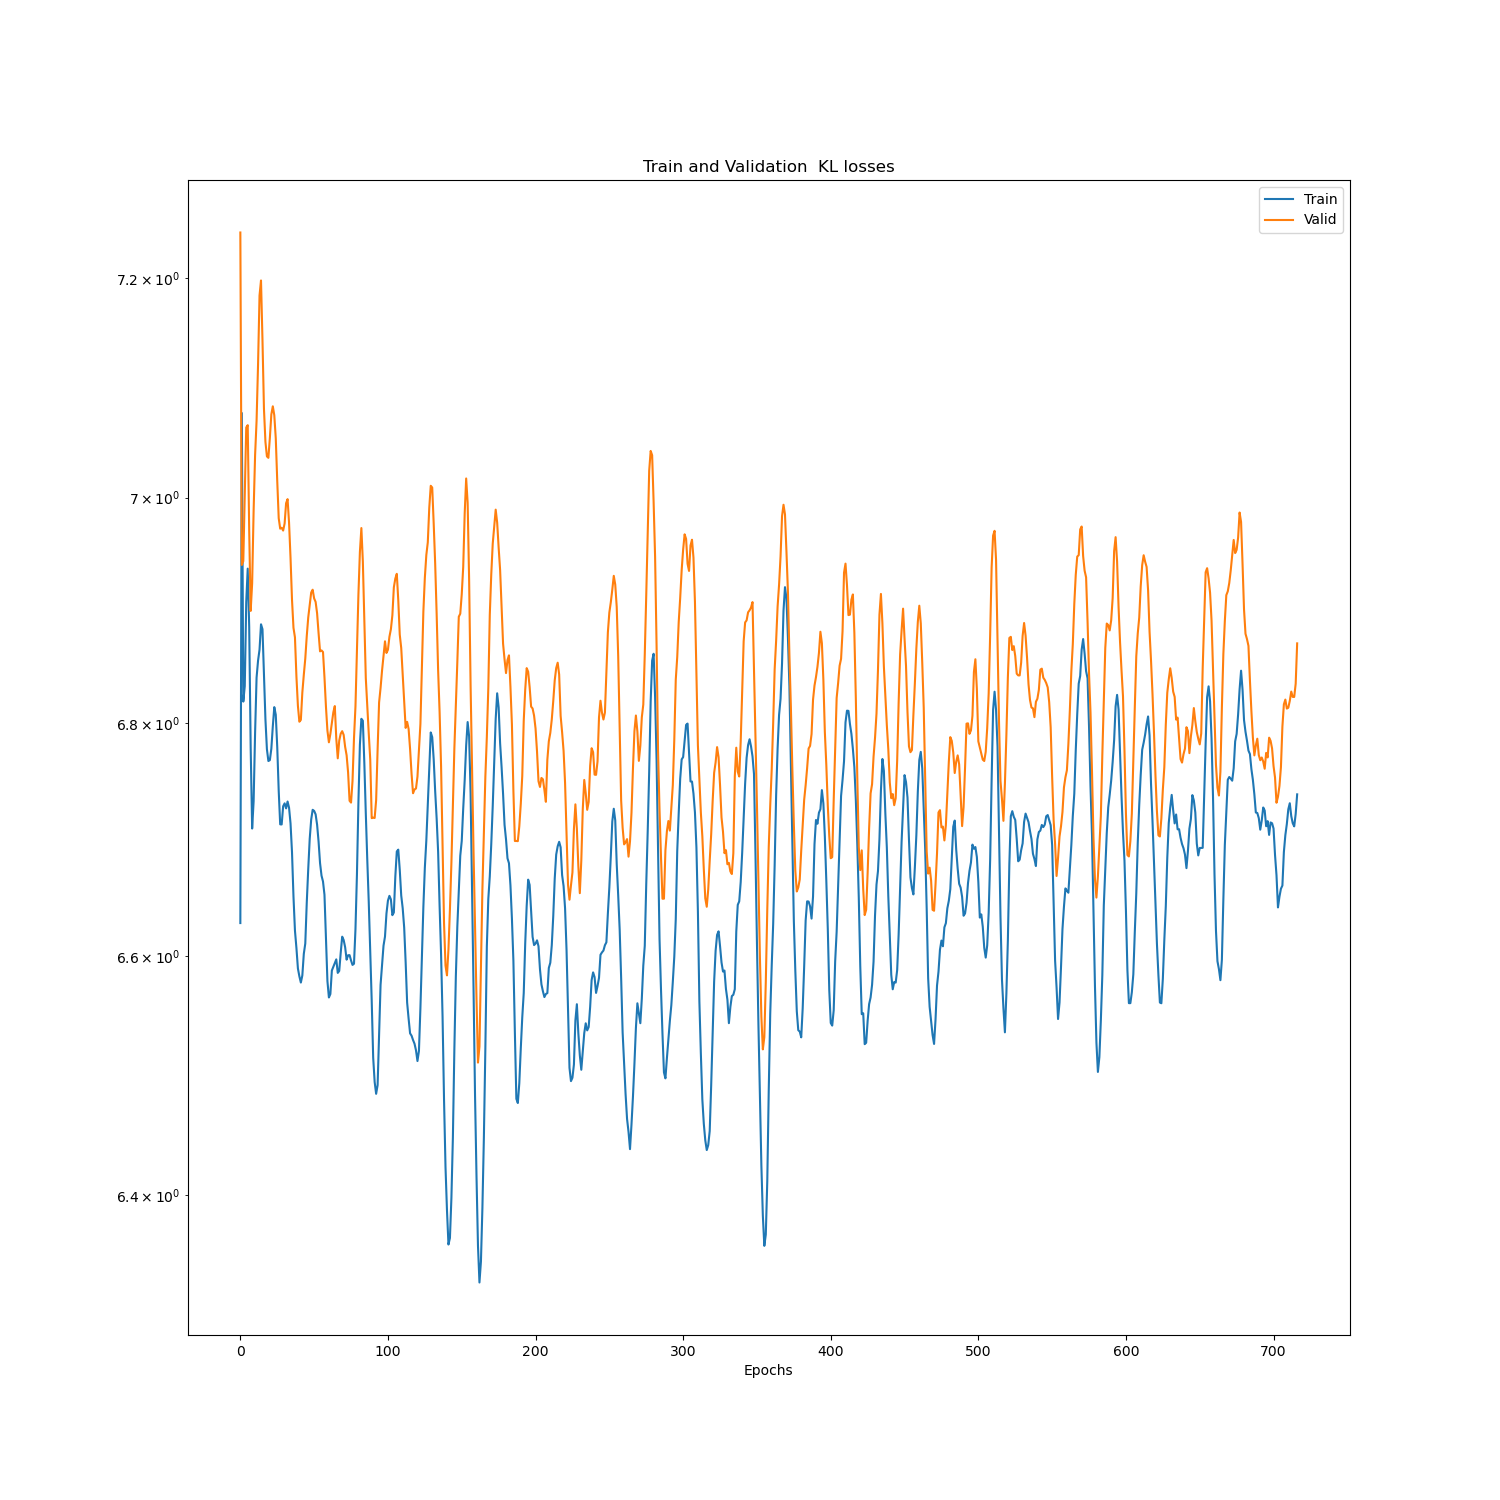 Train and Validation  KL losses
Train
Valid
7.2 × 10⁰
7 × 10⁰
6.8 × 10⁰
6.6 × 10⁰
6.4 × 10⁰
0 100 200 300 400 500 600 700
Epochs